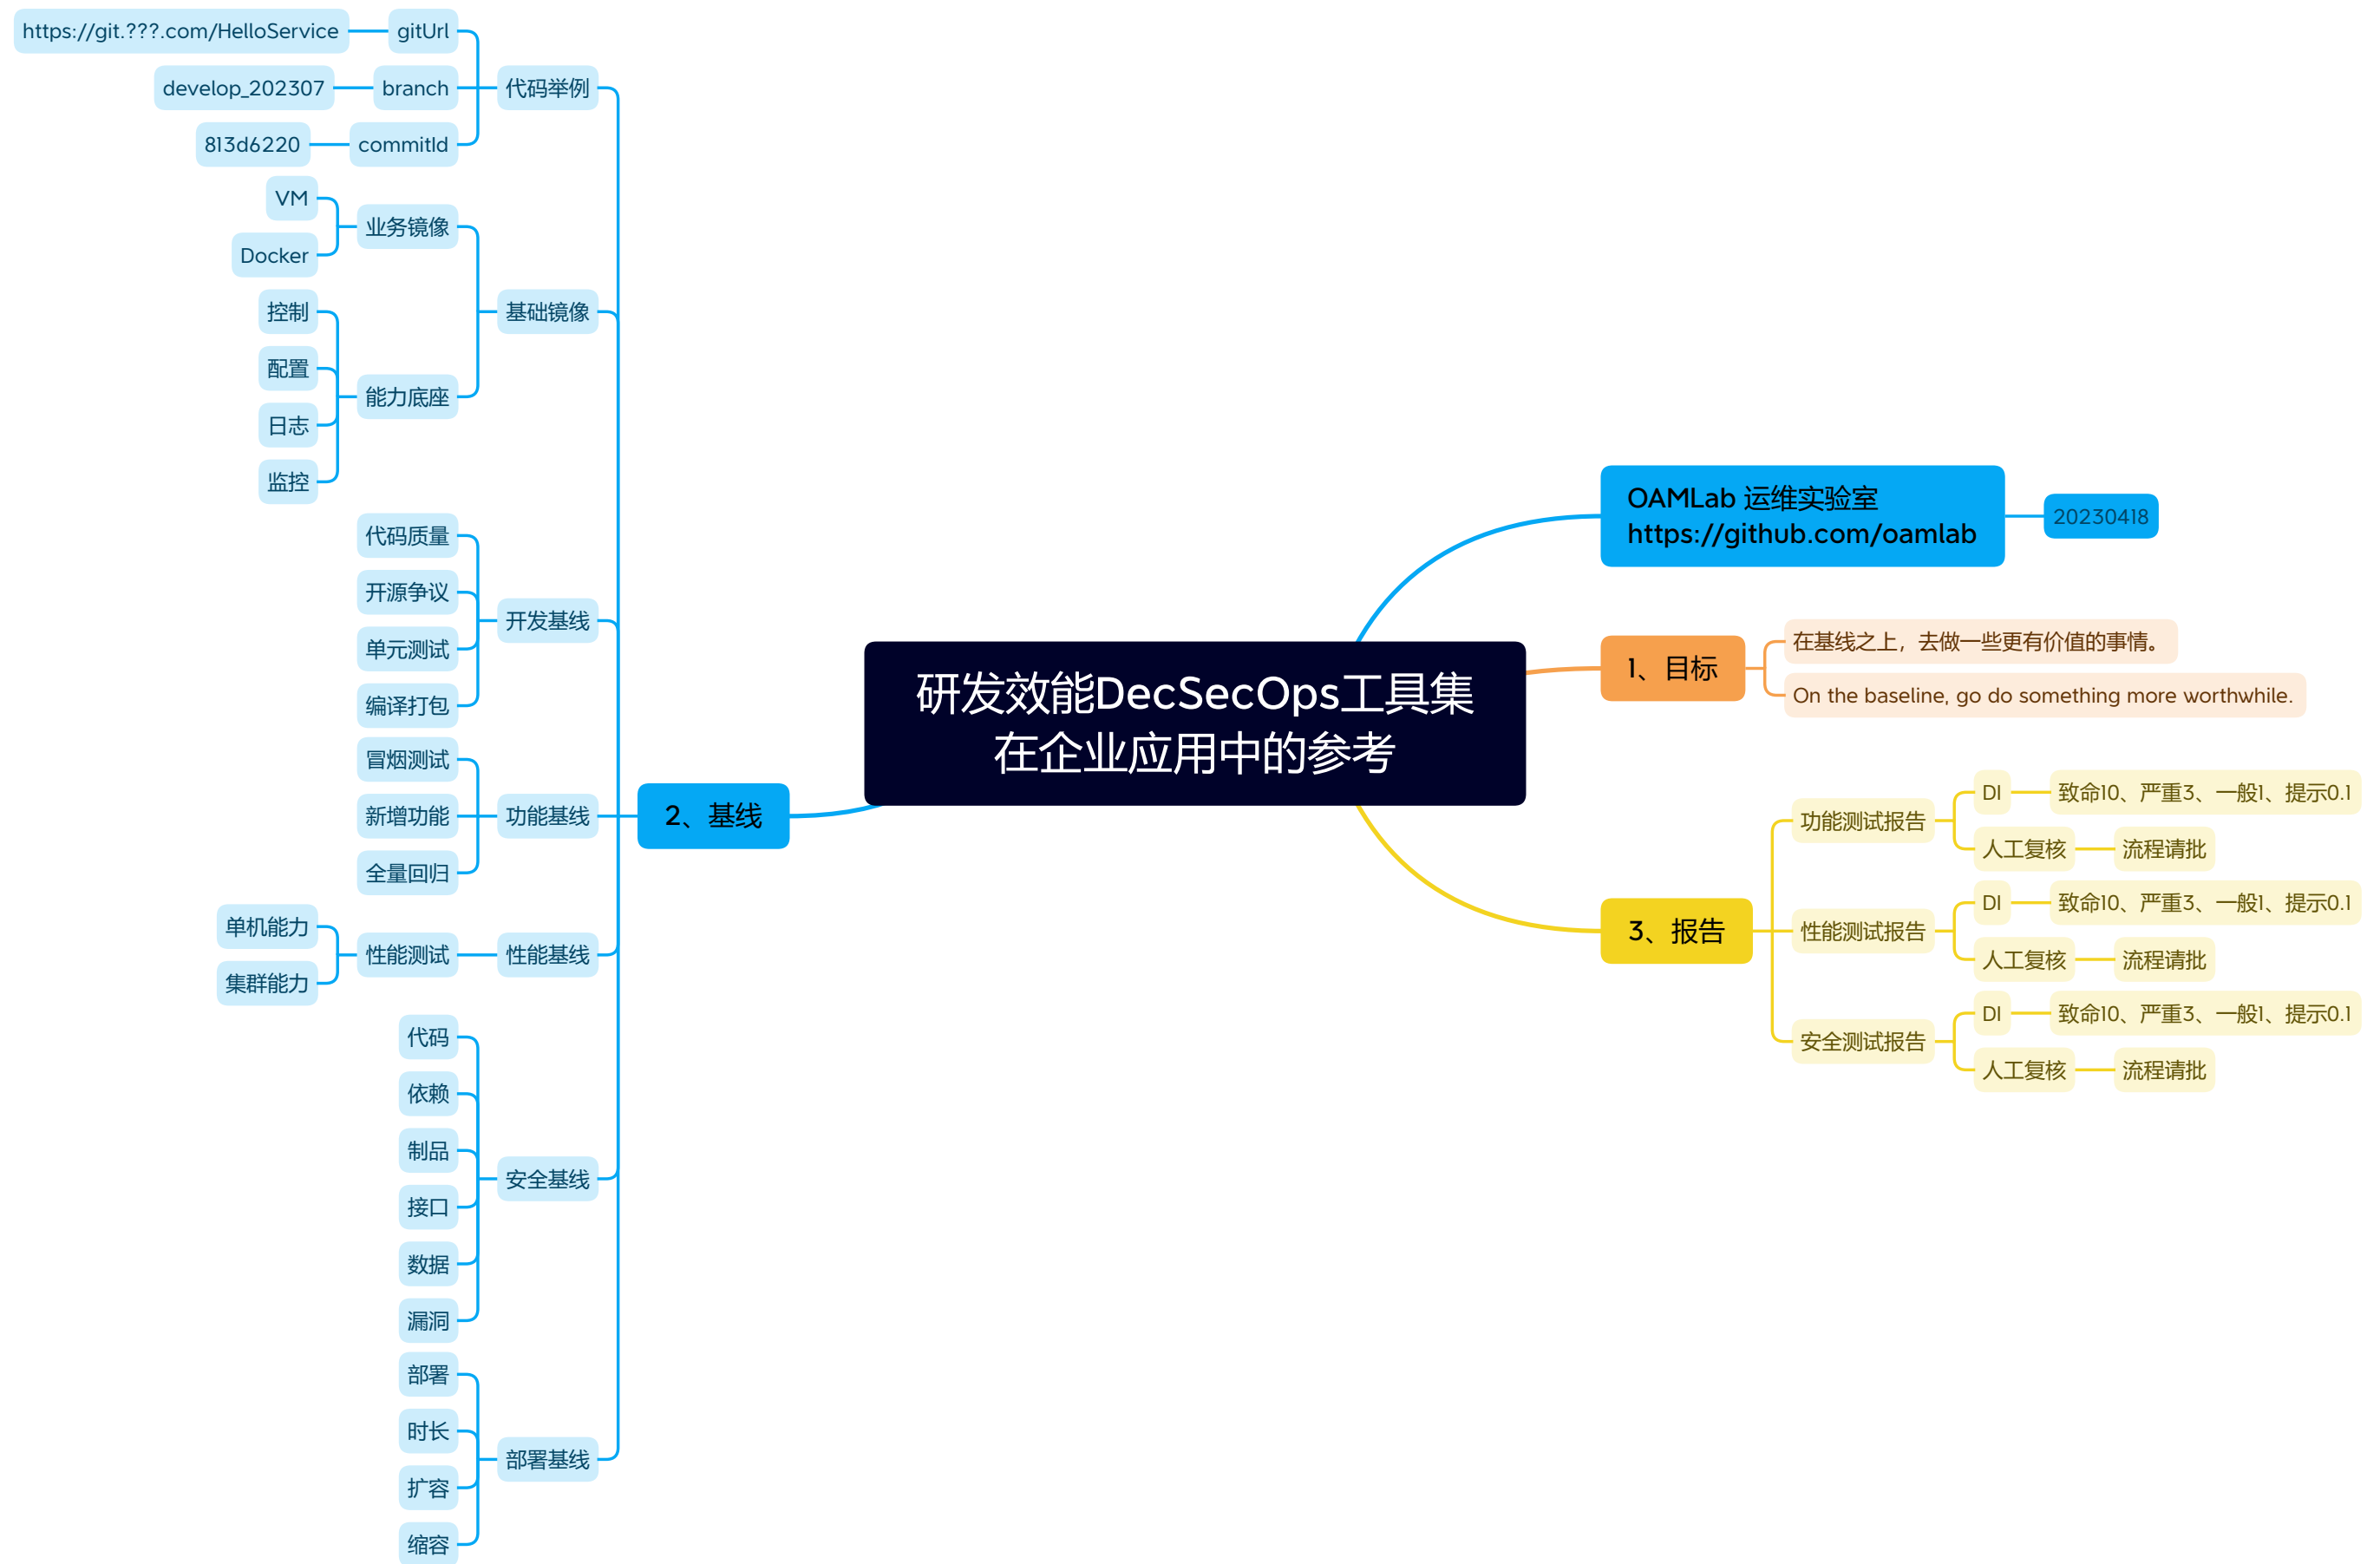 研发效能DecSecOps工具集
在企业应用中的参考
OAMLab 运维实验室
https://github.com/oamlab
20230418
1、目标
在基线之上，去做一些更有价值的事情。
On the baseline, go do something more worthwhile.
2、基线
代码举例
gitUrl
https://git.???.com/HelloService
branch
develop_202307
commitId
813d6220
基础镜像
业务镜像
VM
Docker
能力底座
控制
配置
日志
监控
开发基线
代码质量
开源争议
单元测试
编译打包
功能基线
冒烟测试
新增功能
全量回归
性能基线
性能测试
单机能力
集群能力
安全基线
代码
依赖
制品
接口
数据
漏洞
部署基线
部署
时长
扩容
缩容
3、报告
功能测试报告
DI
致命10、严重3、一般1、提示0.1
人工复核
流程请批
性能测试报告
DI
致命10、严重3、一般1、提示0.1
人工复核
流程请批
安全测试报告
DI
致命10、严重3、一般1、提示0.1
人工复核
流程请批